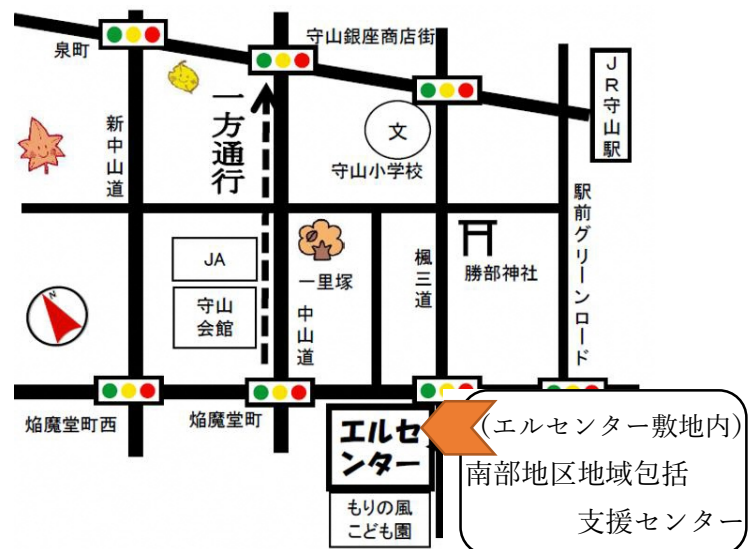 守山銀座商店街
泉町
JR守山駅
新中山道
一方通行
文
守山小学校
駅前グリーンロード
JA
守山
会館
一里塚
中山道
楓三道
勝部神社
N
焔魔堂町西
焔魔堂町
エルセ
ンター
(エルセンター敷地内)
南部地区地域包括
支援センター
もりの風
こども園